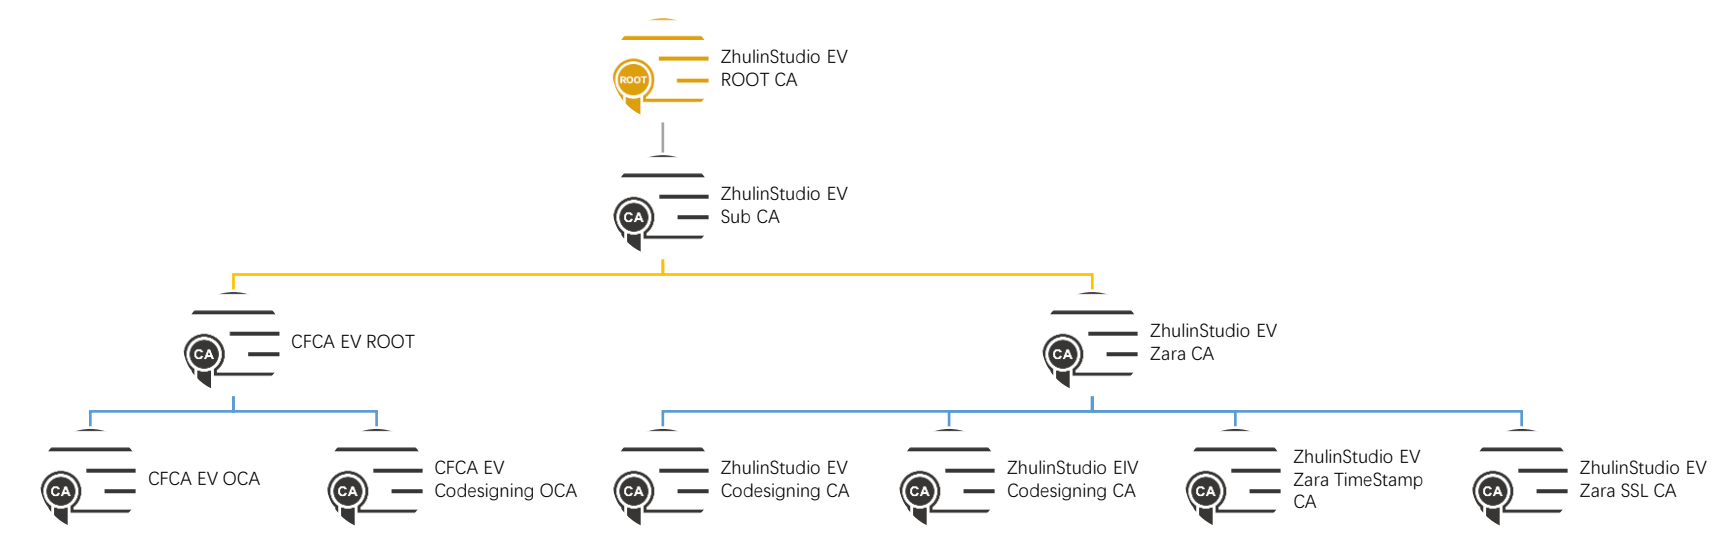 ZhulinStudio EV
ROOT CA
ROOT
ZhulinStudio EV
Sub CA
CA
CFCA EV ROOT
CA
ZhulinStudio EV
Zara CA
CA
CFCA EV OCA
CA
CFCA EV
Codesigning OCA
CA
ZhulinStudio EV
Codesigning CA
CA
ZhulinStudio EIV
Codesigning CA
CA
ZhulinStudio EV
Zara TimeStamp
CA
CA
ZhulinStudio EV
Zara SSL CA
CA